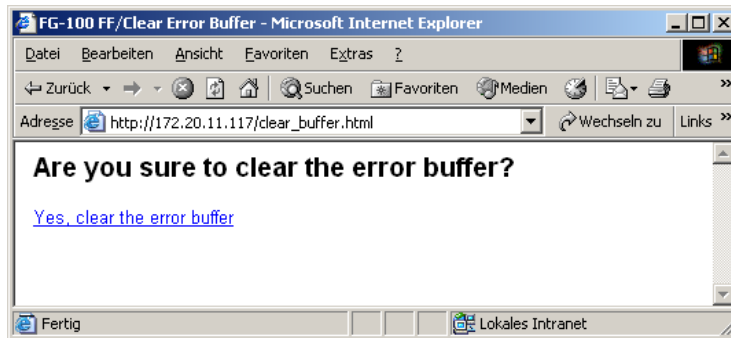 FG-100 FF/Clear Error Buffer - Microsoft Internet Explorer
Datei Bearbeiten Ansicht Favoriten Extras ?
Zurück Suchen Favoriten Medien »
Adresse http://172.20.11.117/clear_buffer.html Wechseln zu Links »
Are you sure to clear the error buffer?
Yes, clear the error buffer
Fertig Lokales Intranet